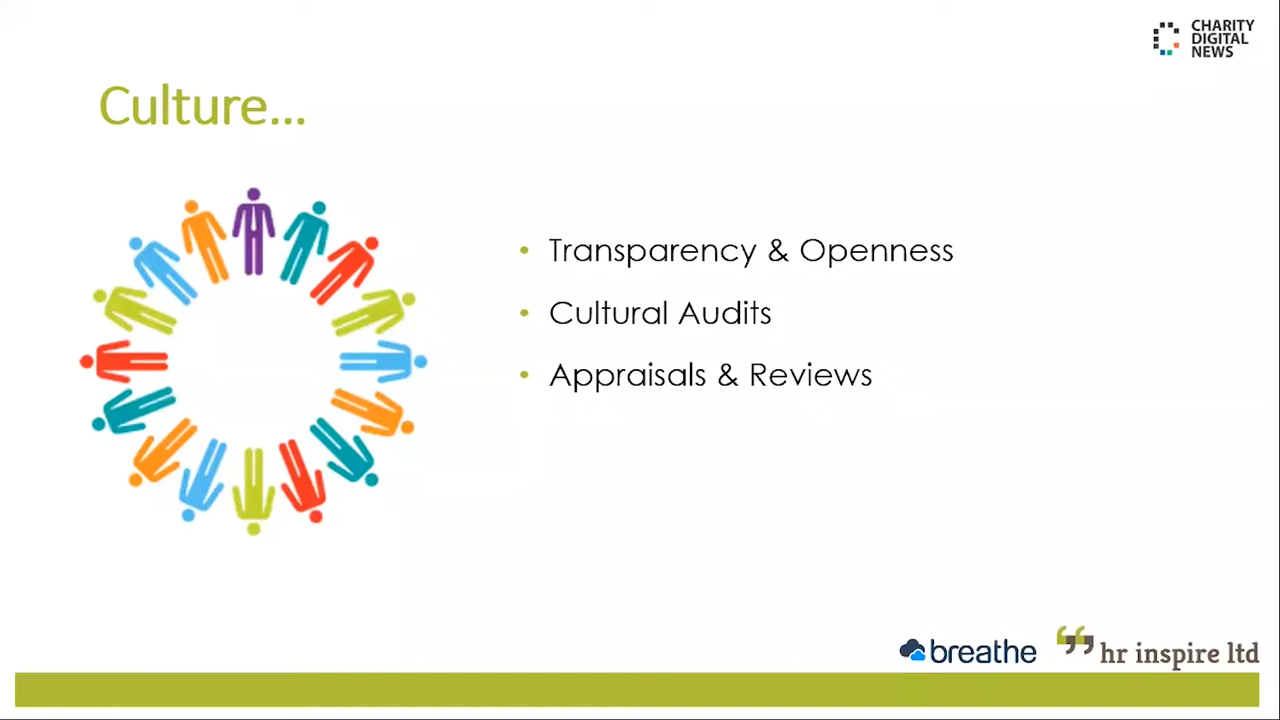 CHARITY
DIGITAL
NEWS
Culture...
• Transparency & Openness
• Cultural Audits
• Appraisals & Reviews
breathe
hr inspire ltd